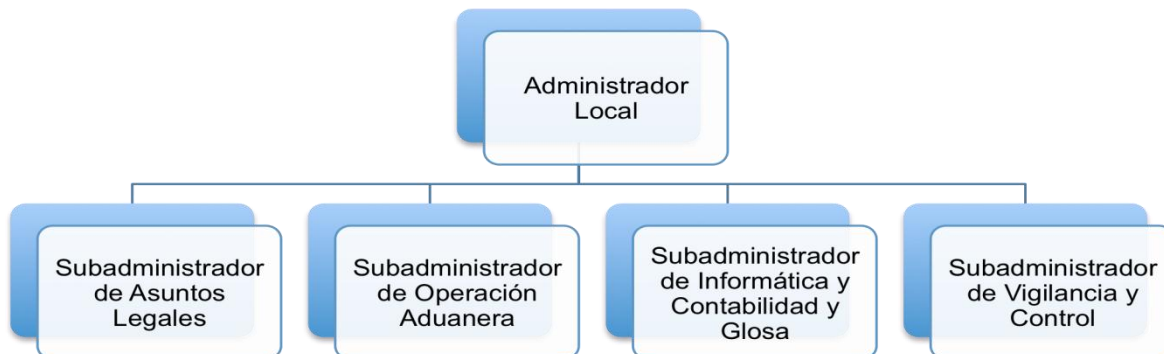 Administrador
Local
Subadministrador
de Asuntos
Legales
Subadministrador
de Operación
Aduanera
Subadministrador
de Informática y
Contabilidad y
Glosa
Subadministrador
de Vigilancia y
Control